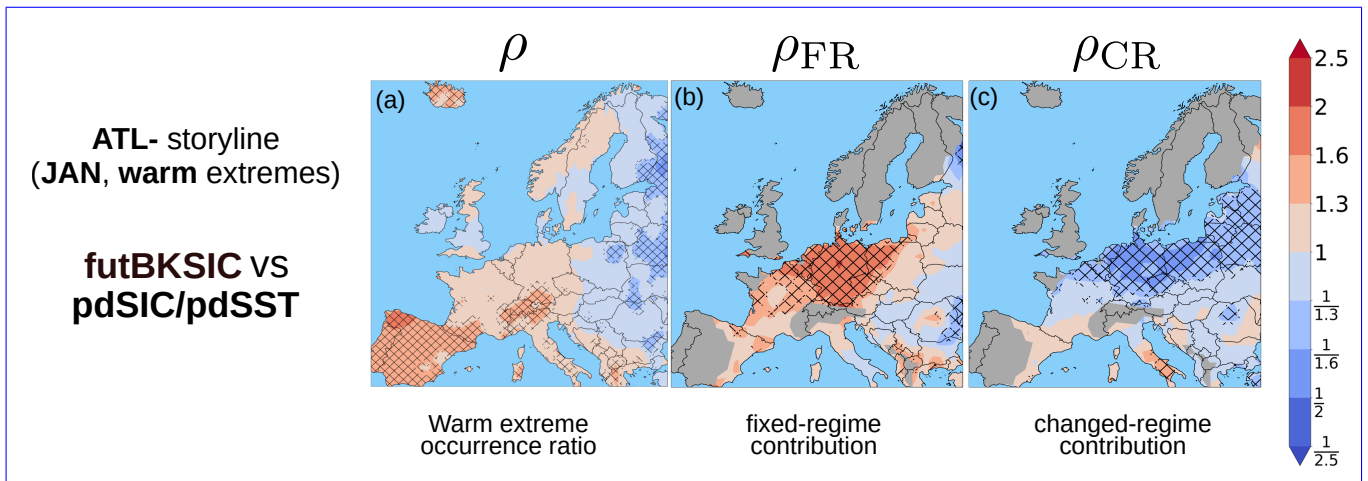 ρ
ρFR
ρCR
ATL- storyline
(JAN, warm extremes)
futBKSIC vs
pdSIC/pdSST
(a)
(b)
(c)
Warm extreme
occurrence ratio
fixed-regime
contribution
changed-regime
contribution
2.5
2
1.6
1.3
1
1/1.3
1/1.6
1/2
1/2.5